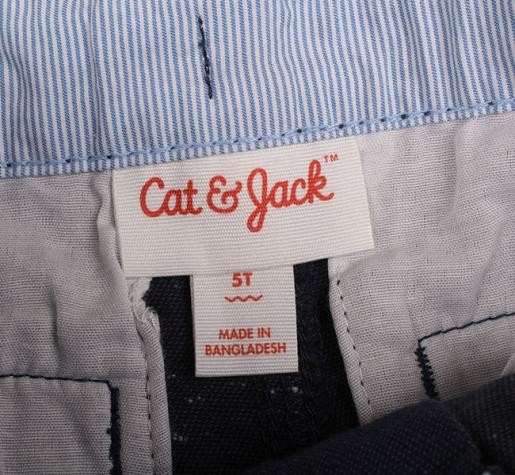 Cat & Jack™
5T
MADE IN
BANGLADESH